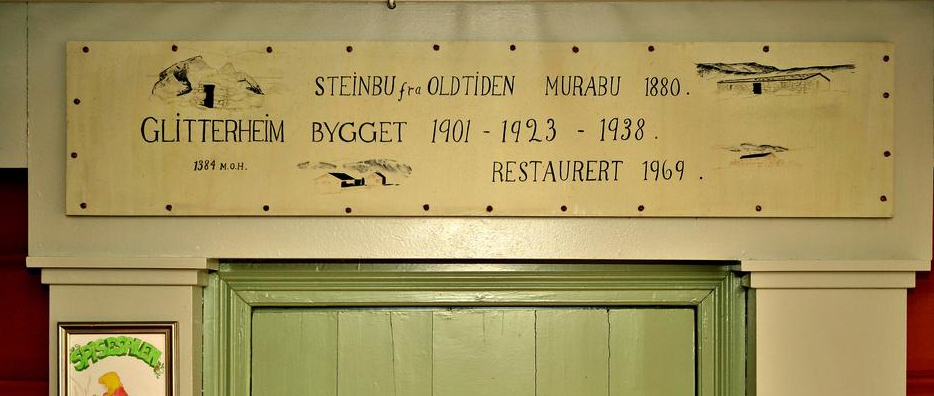 STEINBU fra OLDTIDEN MURABU 1880.
GLITTERHEIM BYGGET 1901 - 1923 - 1938.
1384 M.O.H. RESTAURERT 1969.
SPISESALEN